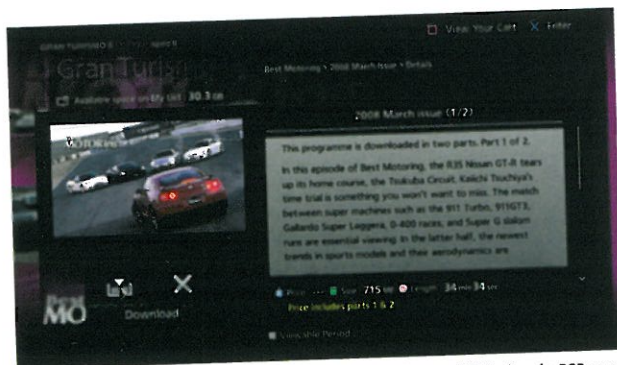 View Your Cart Enter
Gran Turismo
Best Motoring > 2008 March issue > Details
Available space on My List 30.3 GB
2008 March issue (1/2)
MOTORING
This programme is downloaded in two parts. Part 1 of 2.
In this episode of Best Motoring, the R35 Nissan GT-R tears
up its home course, the Tsukuba Circuit. Keiichi Tsuchiya's
time trial is something you won't want to miss. The match
between super machines such as the 911 Turbo, 911GT3,
Gallardo Super Leggera, 0-400 races, and Super G slalom
runs are essential viewing. In the latter half, the newest
trends in sports models and their aerodynamics are
Price --- Size 715 MB Length 34 min 34 sec
Price includes parts 1 & 2
Best
MO
Download
Viewable Period